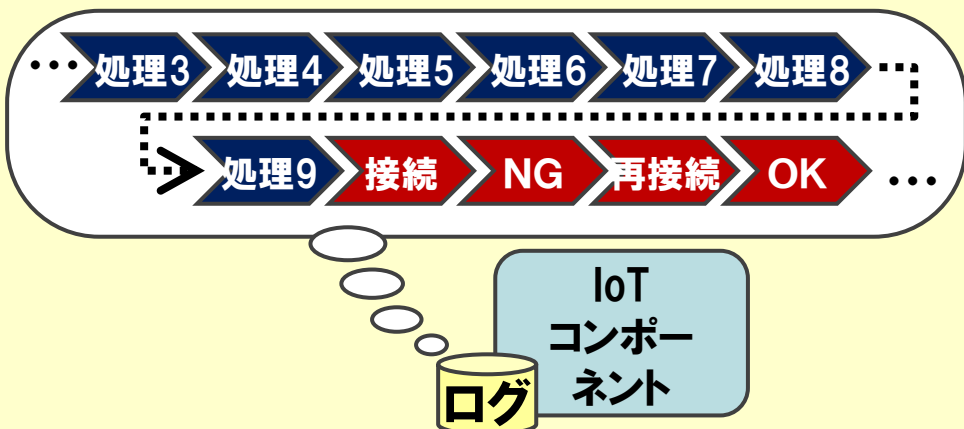 … 処理3 処理4 処理5 処理6 処理7 処理8
処理9 接続 NG 再接続 OK …
IoT
コンポー
ネント
ログ